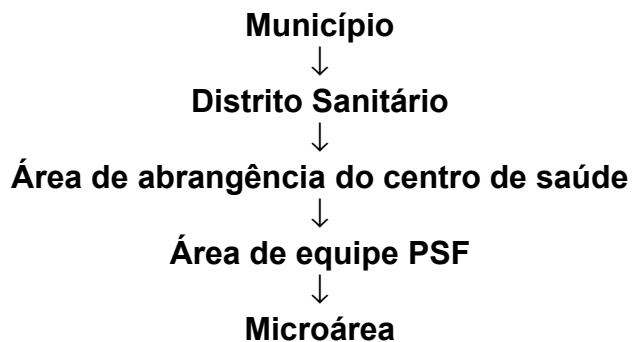 Município
↓
Distrito Sanitário
↓
Área de abrangência do centro de saúde
↓
Área de equipe PSF
↓
Microárea